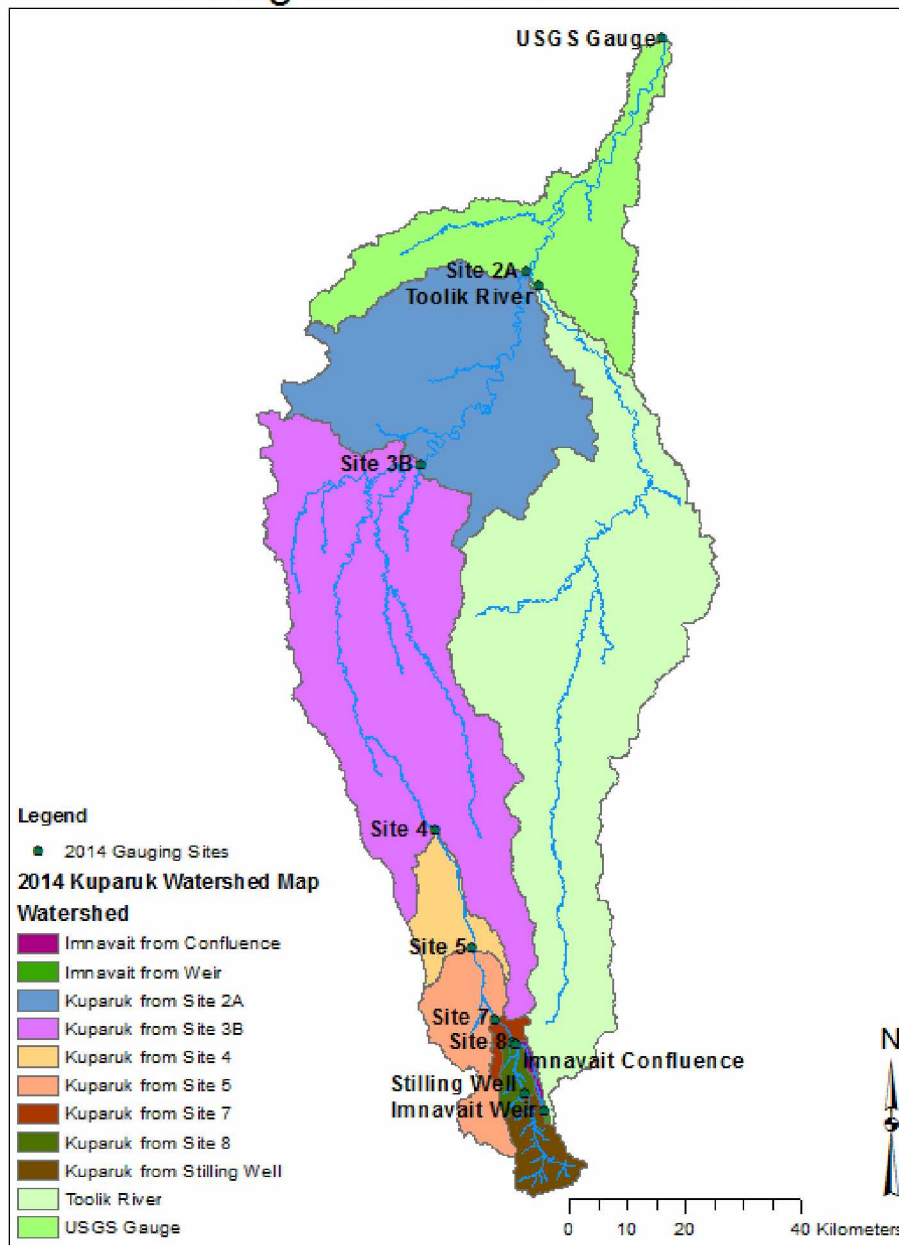 USGS Gauge
Site 2A
Toolik River
Site 3B
Site 4
Site 5
Site 7
Site 8
Imnavait Confluence
Stilling Well
Imnavait Weir
Legend
2014 Gauging Sites
2014 Kuparuk Watershed Map
Watershed
Imnavait from Confluence
Imnavait from Weir
Kuparuk from Site 2A
Kuparuk from Site 3B
Kuparuk from Site 4
Kuparuk from Site 5
Kuparuk from Site 7
Kuparuk from Site 8
Kuparuk from Stilling Well
Toolik River
USGS Gauge
N
0 10 20 40 Kilometers